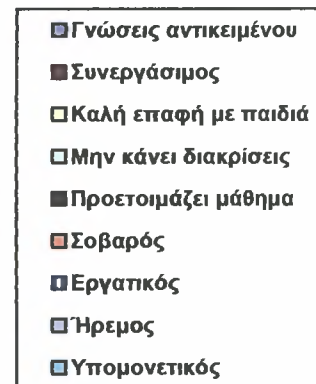 Γνώσεις αντικειμένου
Συνεργάσιμος
Καλή επαφή με παιδιά
Μην κάνει διακρίσεις
Προετοιμάζει μάθημα
Σοβαρός
Εργατικός
Ήρεμος
Υπομονετικός